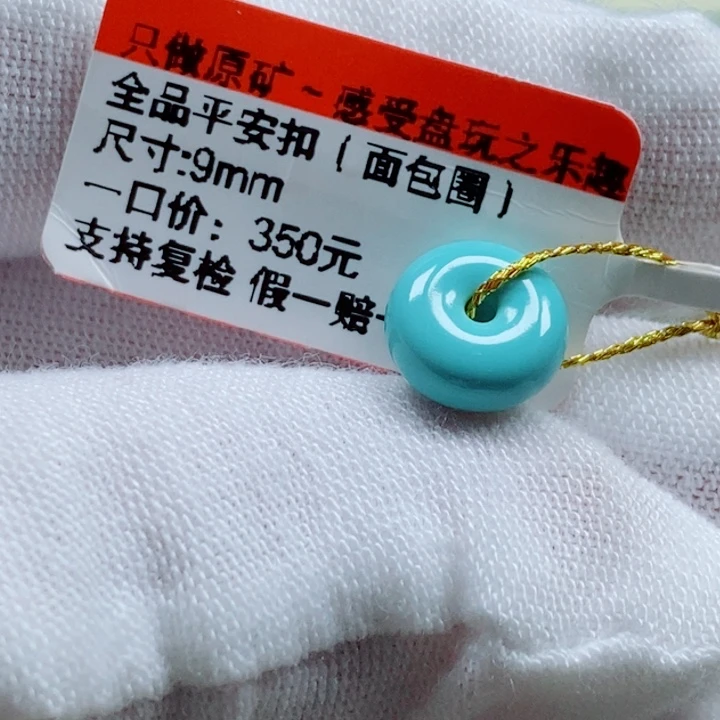 只做原矿~感受盘玩之乐趣
全品平安扣（面包圈）
尺寸:9mm
一口价：350元
支持复检 假一赔